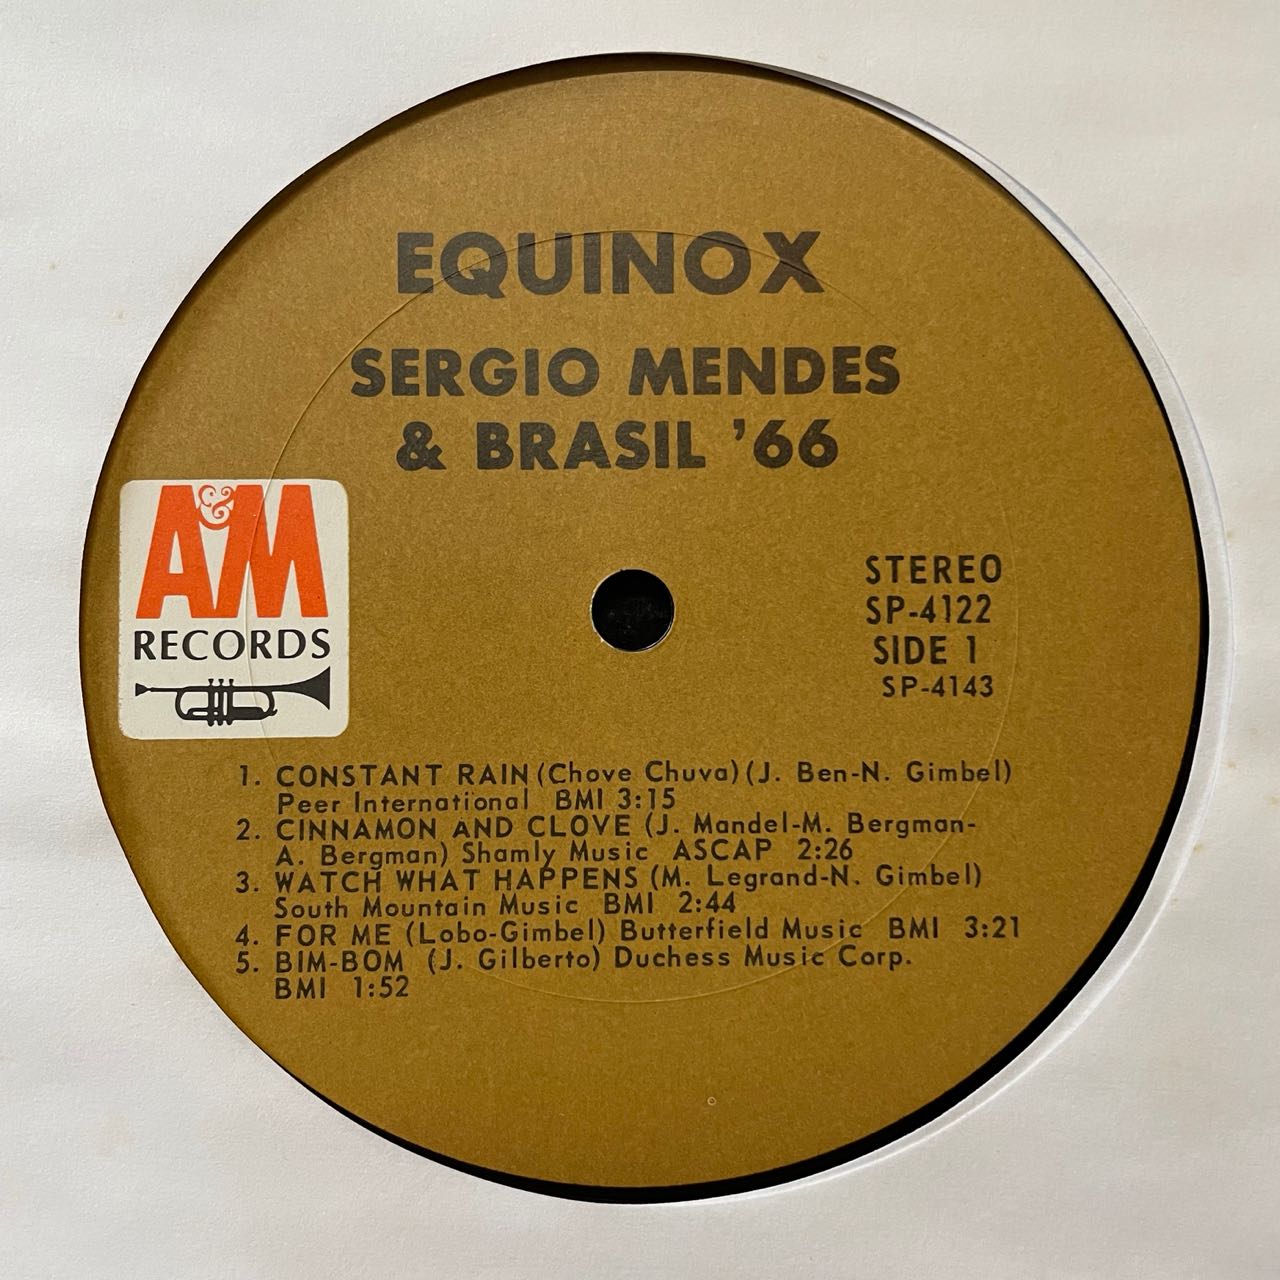 EQUINOX
SERGIO MENDES
& BRASIL '66
A&M
RECORDS
STEREO
SP-4122
SIDE 1
SP-4143
1. CONSTANT RAIN (Chove Chuva) (J. Ben-N. Gimbel)
Peer International BMI 3:15
2. CINNAMON AND CLOVE (J. Mandel-M. Bergman-
A. Bergman) Shamly Music ASCAP 2:26
3. WATCH WHAT HAPPENS (M. Legrand-N. Gimbel)
South Mountain Music BMI 2:44
4. FOR ME (Lobo-Gimbel) Butterfield Music BMI 3:21
5. BIM-BOM (J. Gilberto) Duchess Music Corp.
BMI 1:52